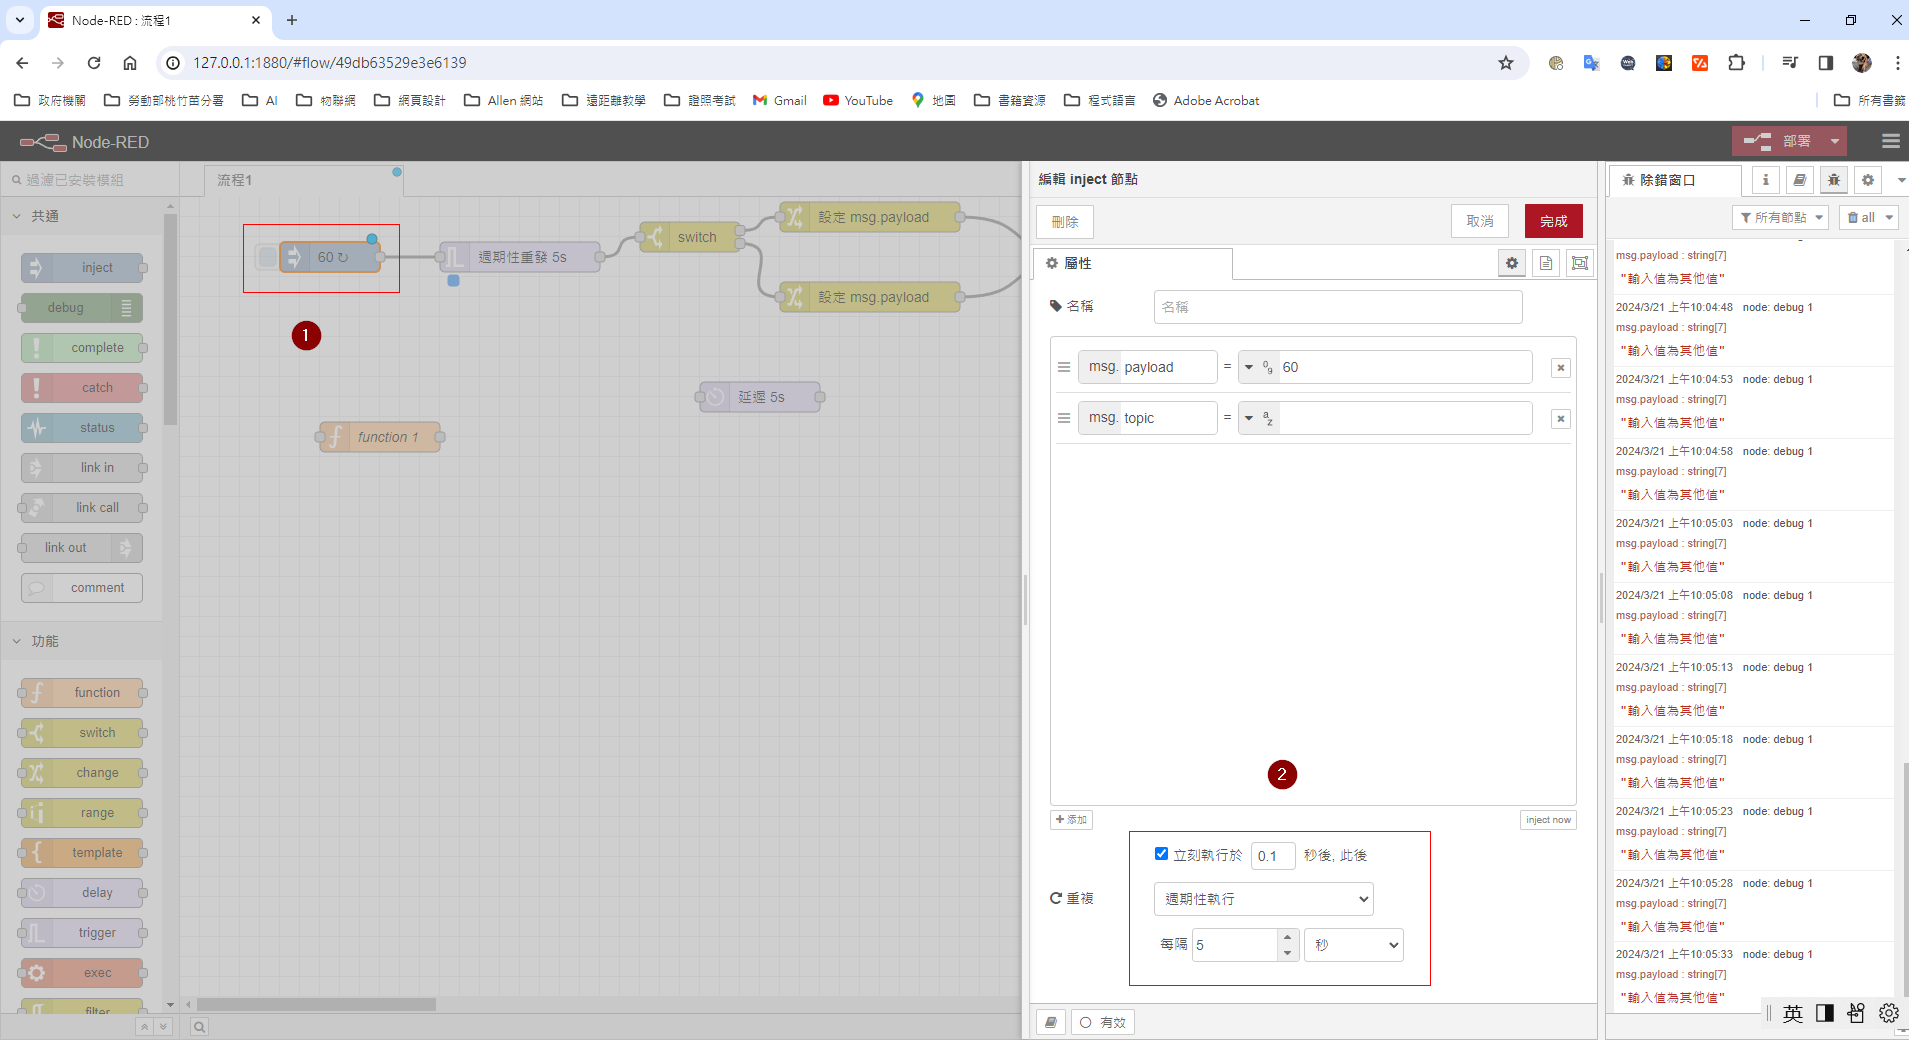 Node-RED : 流程1
127.0.0.1:1880/#flow/49db63529e3e6139
政府機關 勞動部桃竹苗分署 AI 物聯網 網頁設計 Allen 網站 遠距離教學 證照考試 Gmail YouTube 地圖 書籍資源 程式語言 Adobe Acrobat 所有書籤
Node-RED 部署
過濾已安裝模組
共通
inject
debug
complete
catch
status
link in
link call
link out
comment
功能
function
switch
change
range
template
delay
trigger
exec
filter
流程1
60 ↻
週期性重發 5s
switch
設定 msg.payload
設定 msg.payload
1
延遲 5s
function 1
編輯 inject 節點
刪除 取消 完成
屬性
名稱 名稱
msg. payload = 60
msg. topic =
2
添加 inject now
立刻執行於 0.1 秒後, 此後
重複 週期性執行
每隔 5 秒
有效
除錯窗口
所有節點 all
msg.payload : string[7]
"輸入值為其他值"
2024/3/21 上午10:04:48 node: debug 1
msg.payload : string[7]
"輸入值為其他值"
2024/3/21 上午10:04:53 node: debug 1
msg.payload : string[7]
"輸入值為其他值"
2024/3/21 上午10:04:58 node: debug 1
msg.payload : string[7]
"輸入值為其他值"
2024/3/21 上午10:05:03 node: debug 1
msg.payload : string[7]
"輸入值為其他值"
2024/3/21 上午10:05:08 node: debug 1
msg.payload : string[7]
"輸入值為其他值"
2024/3/21 上午10:05:13 node: debug 1
msg.payload : string[7]
"輸入值為其他值"
2024/3/21 上午10:05:18 node: debug 1
msg.payload : string[7]
"輸入值為其他值"
2024/3/21 上午10:05:23 node: debug 1
msg.payload : string[7]
"輸入值為其他值"
2024/3/21 上午10:05:28 node: debug 1
msg.payload : string[7]
"輸入值為其他值"
2024/3/21 上午10:05:33 node: debug 1
msg.payload : string[7]
"輸入值為其他值"
英